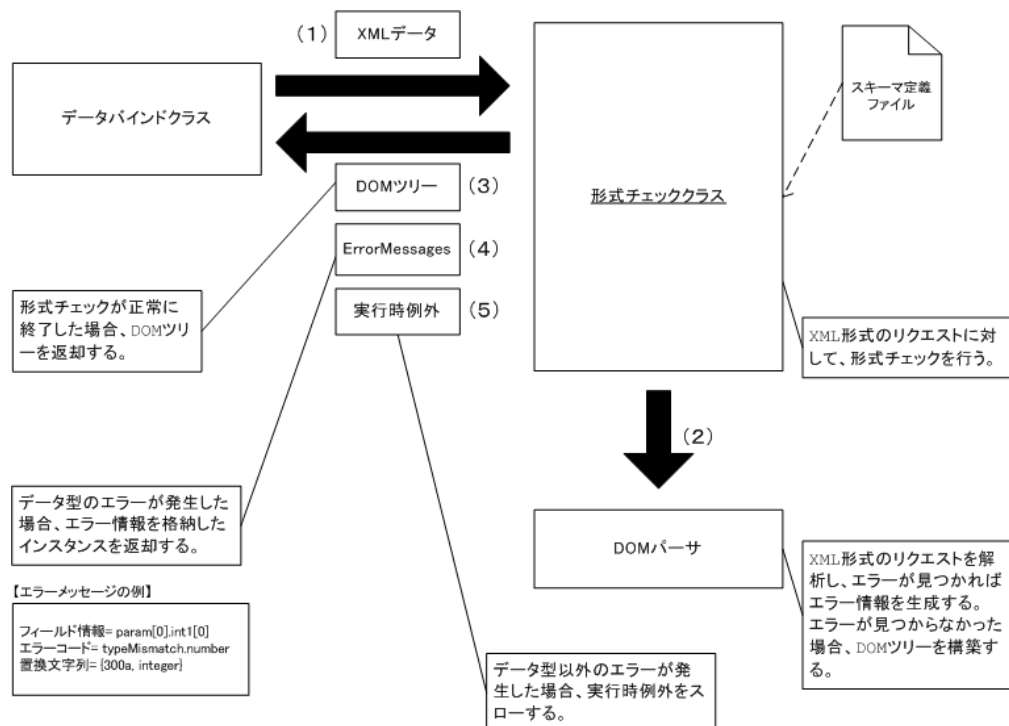 (1)
XMLデータ
データバインドクラス
スキーマ定義
ファイル
形式チェッククラス
DOMツリー
(3)
ErrorMessages
(4)
実行時例外
(5)
形式チェックが正常に
終了した場合、DOMツリ
ーを返却する。
XML形式のリクエストに対
して、形式チェックを行う。
(2)
データ型のエラーが発生した
場合、エラー情報を格納した
インスタンスを返却する。
DOMパーサ
XML形式のリクエストを解
析し、エラーが見つかれば
エラー情報を生成する。
エラーが見つからなかった
場合、DOMツリーを構築す
る。
【エラーメッセージの例】
フィールド情報= param[0].int1[0]
エラーコード= typeMismatch.number
置換文字列= {300a, integer}
データ型以外のエラーが発
生した場合、実行時例外をス
ローする。